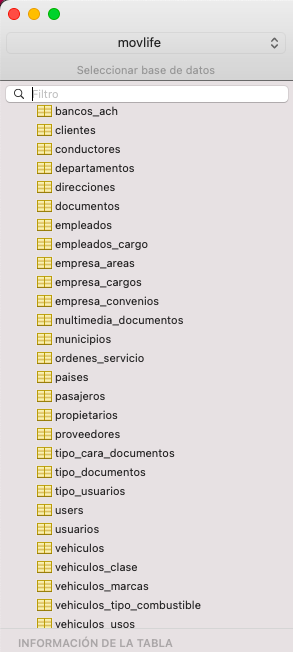 movlife
Seleccionar base de datos
Filtro
bancos_ach
clientes
conductores
departamentos
direcciones
documentos
empleados
empleados_cargo
empresa_areas
empresa_cargos
empresa_convenios
multimedia_documentos
municipios
ordenes_servicio
paises
pasajeros
propietarios
proveedores
tipo_cara_documentos
tipo_documentos
tipo_usuarios
users
usuarios
vehiculos
vehiculos_clase
vehiculos_marcas
vehiculos_tipo_combustible
vehiculos_usos
INFORMACIÓN DE LA TABLA